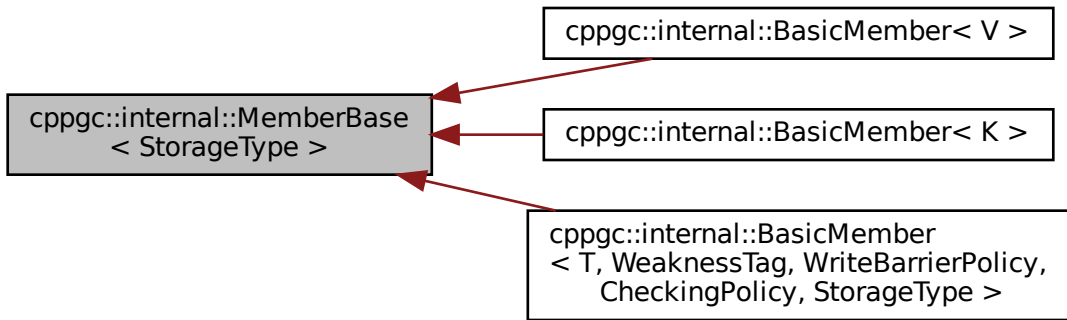 cppgc::internal::MemberBase
< StorageType >
cppgc::internal::BasicMember< V >
cppgc::internal::BasicMember< K >
cppgc::internal::BasicMember
< T, WeaknessTag, WriteBarrierPolicy,
CheckingPolicy, StorageType >